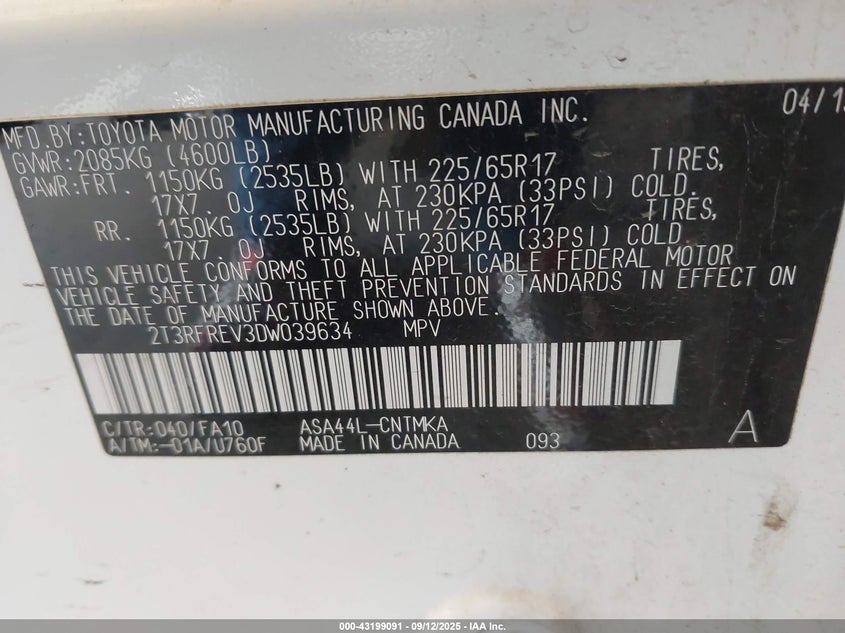 MFD.BY:TOYOTA MOTOR MANUFACTURING CANADA INC. 04/13
GVWR:2085KG (4600LB)
GAWR:FRT. 1150KG (2535LB) WITH 225/65R17 TIRES,
17X7.0J RIMS, AT 230KPA (33PSI) COLD.
RR. 1150KG (2535LB) WITH 225/65R17 TIRES,
17X7.0J RIMS, AT 230KPA (33PSI) COLD
THIS VEHICLE CONFORMS TO ALL APPLICABLE FEDERAL MOTOR
VEHICLE SAFETY AND THEFT PREVENTION STANDARDS IN EFFECT ON
THE DATE OF MANUFACTURE SHOWN ABOVE.
2T3RFREV3DW039634 MPV
C/TR:040/FA10 ASA44L-CNTMKA
A/TM:-01A/U760F MADE IN CANADA 093 A
000-43199091 - 09/12/2025 - IAA Inc.